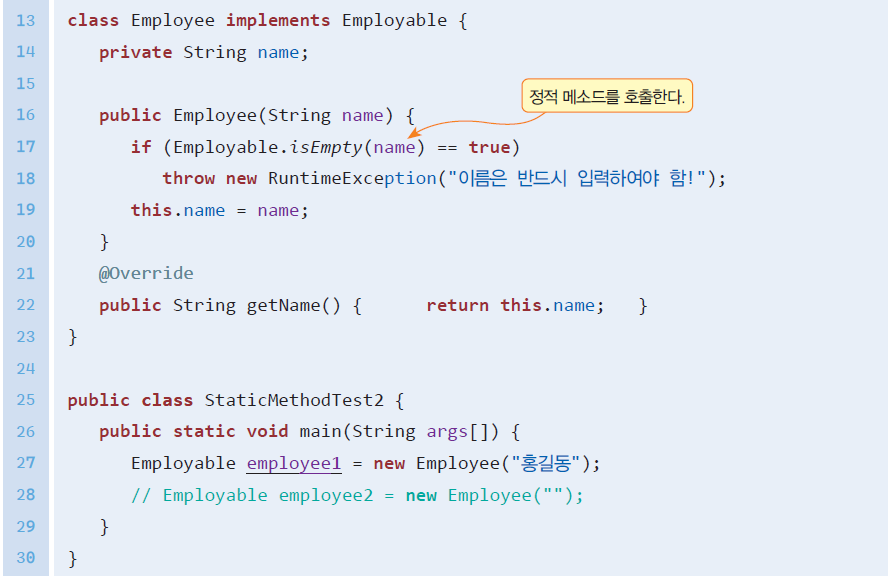 13 class Employee implements Employable {
14 private String name;
15
정적 메소드를 호출한다.
16 public Employee(String name) {
17 if (Employable.isEmpty(name) == true)
18 throw new RuntimeException("이름은 반드시 입력하여야 함!");
19 this.name = name;
20 }
21 @Override
22 public String getName() { return this.name; }
23 }
24
25 public class StaticMethodTest2 {
26 public static void main(String args[]) {
27 Employable employee1 = new Employee("홍길동");
28 // Employable employee2 = new Employee("");
29 }
30 }